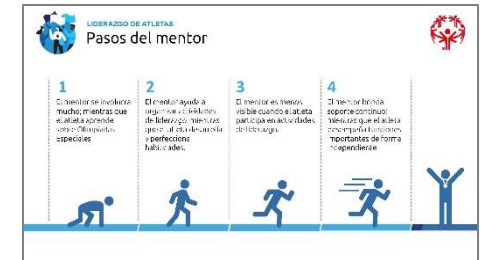 LIDERAZGO DE ATLETAS
Pasos del mentor
1
El mentor se involucra
mucho; mientras que
el atleta aprende
sobre Olimpiadas
Especiales
2
El mentor ayuda a
organizar actividades
de liderazgo, mientras
que el atleta desarrolla
y perfecciona
habilidades.
3
El mentor es menos
visible cuando el atleta
participa en actividades
de liderazgo.
4
El mentor brinda
soporte continuo;
mientras que el atleta
desempeña funciones
importantes de forma
independiente